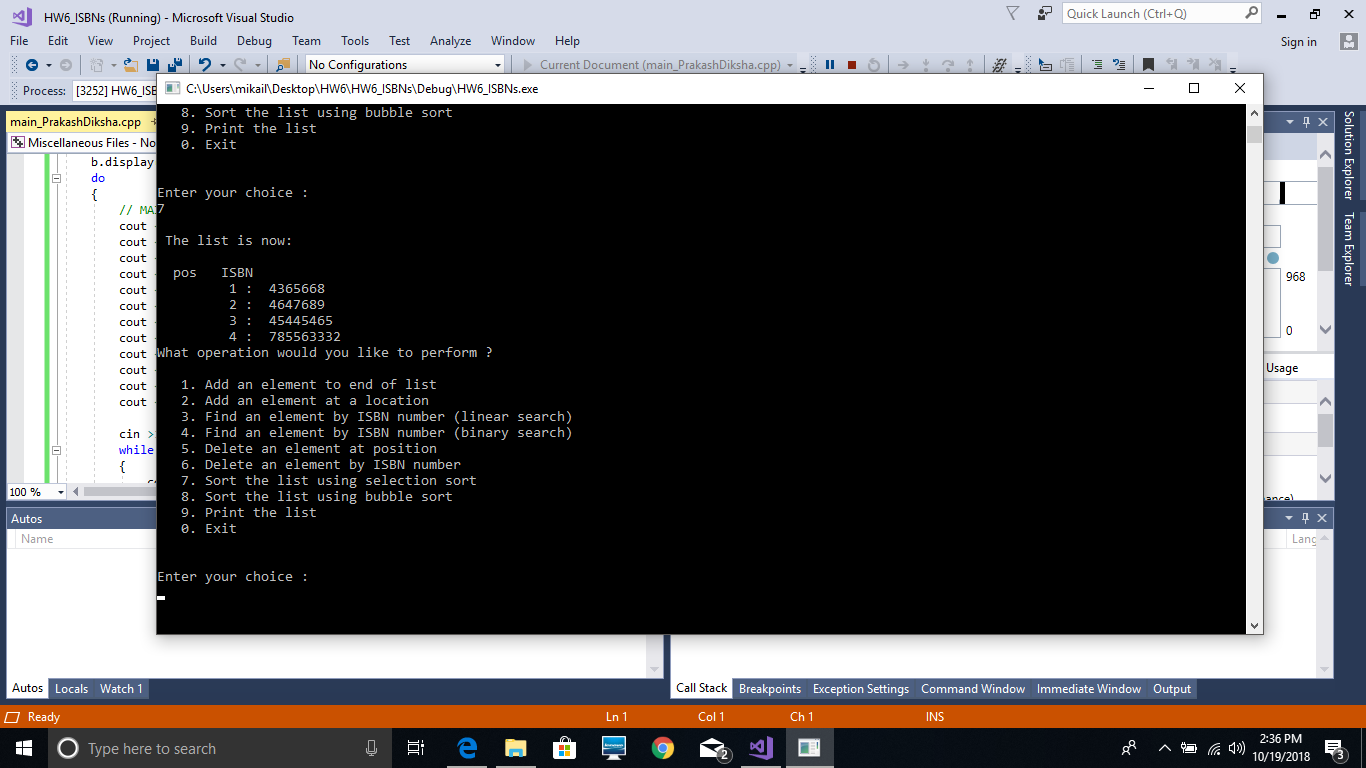 HW6_ISBNs (Running) - Microsoft Visual Studio
Quick Launch (Ctrl+Q)
File Edit View Project Build Debug Team Tools Test Analyze Window Help
Sign in
No Configurations
Current Document (main_PrakashDiksha.cpp)
Process: [3252] HW6_ISB
C:\Users\mikail\Desktop\HW6\HW6_ISBNs\Debug\HW6_ISBNs.exe
main_PrakashDiksha.cpp
Miscellaneous Files - No
b.display
do
{
// MA
cout
cout
cout
cout
cout
cout
cout
cout
cout
cout
cout
cout
cin >
while
{
100 %
8. Sort the list using bubble sort
9. Print the list
0. Exit
Enter your choice :
7
The list is now:
pos ISBN
1 : 4365668
2 : 4647689
3 : 45445465
4 : 785563332
What operation would you like to perform ?
1. Add an element to end of list
2. Add an element at a location
3. Find an element by ISBN number (linear search)
4. Find an element by ISBN number (binary search)
5. Delete an element at position
6. Delete an element by ISBN number
7. Sort the list using selection sort
8. Sort the list using bubble sort
9. Print the list
0. Exit
Enter your choice :
Solution Explorer
Team Explorer
968
0
Usage
Autos
Name
Lang
Autos Locals Watch 1
Call Stack Breakpoints Exception Settings Command Window Immediate Window Output
Ready
Ln 1 Col 1 Ch 1 INS
Type here to search
2
2:36 PM
10/19/2018
3